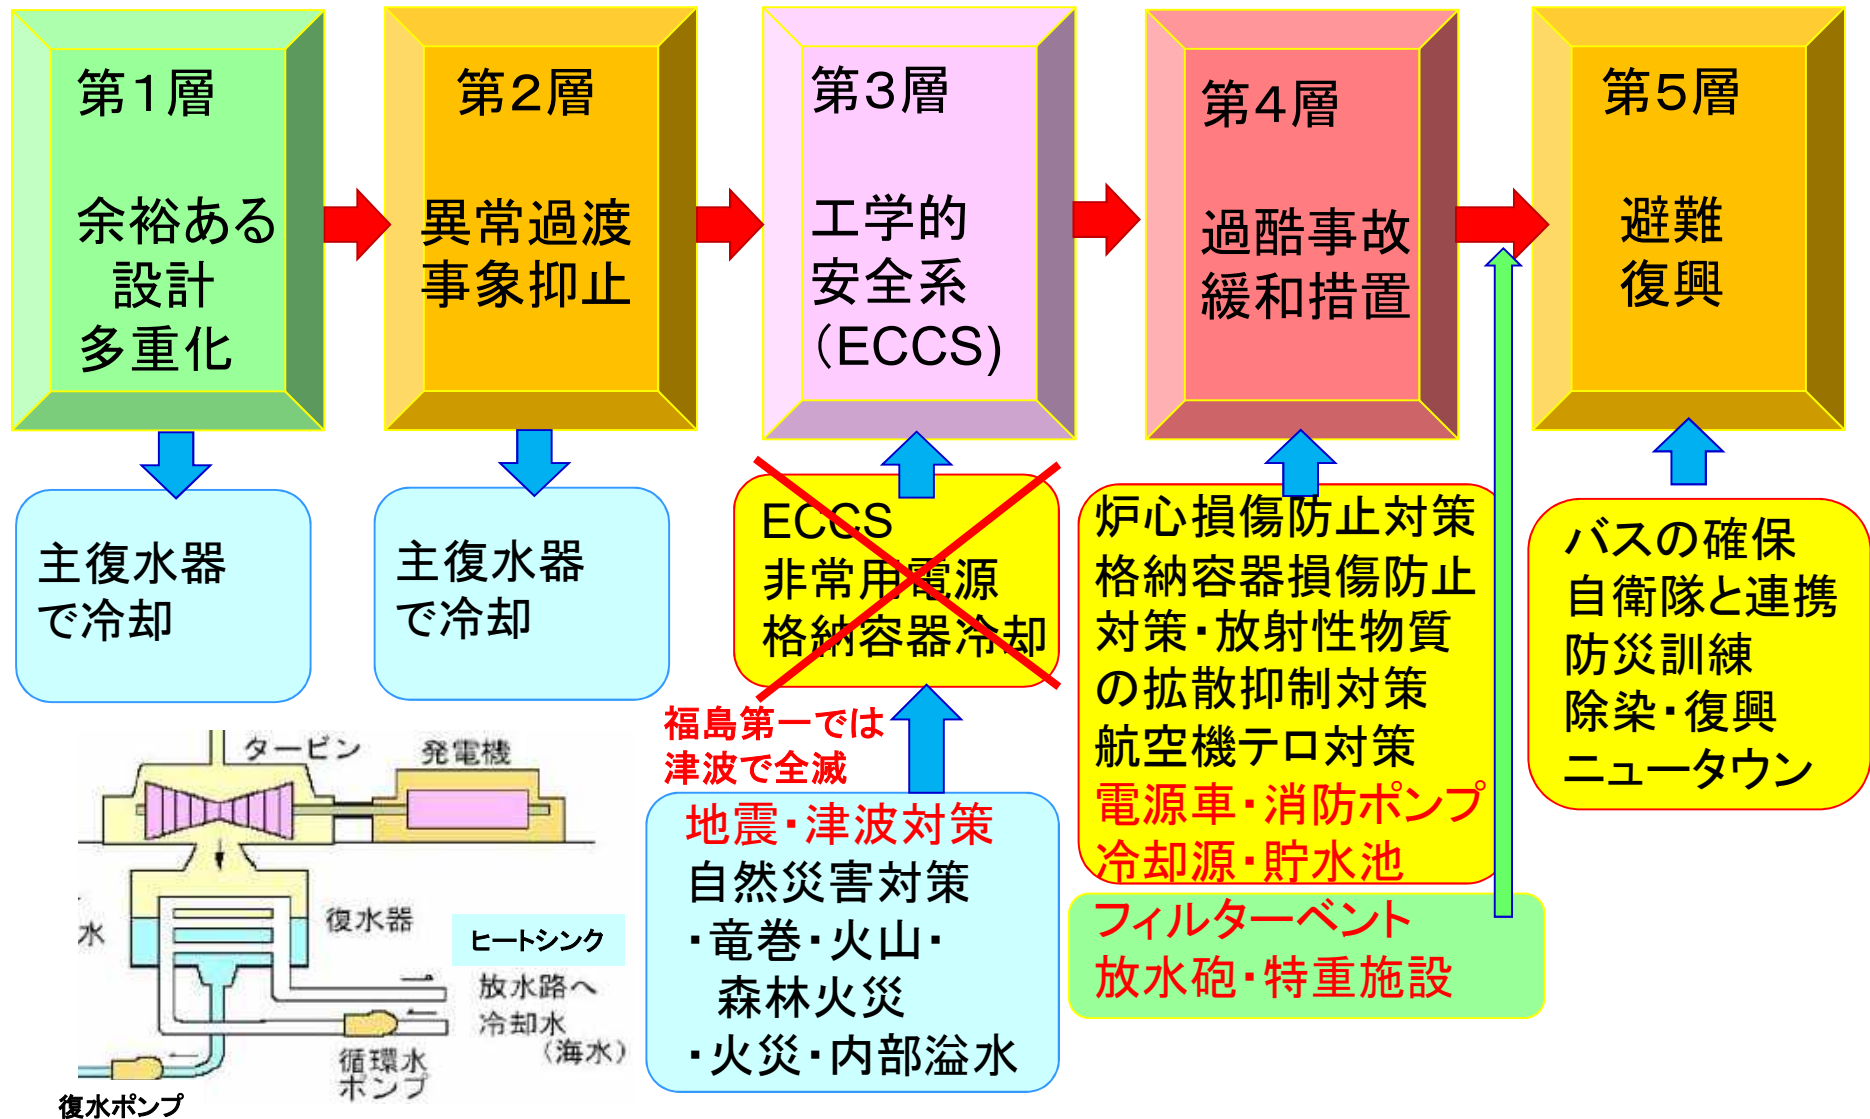 第１層
余裕ある
設計
多重化
第２層
異常過渡
事象抑止
第３層
工学的
安全系
（ECCS)
第４層
過酷事故
緩和措置
第５層
避難
復興
主復水器
で冷却
主復水器
で冷却
ECCS
非常用電源
格納容器冷却
福島第一では
津波で全滅
地震・津波対策
自然災害対策
・竜巻・火山・
森林火災
・火災・内部溢水
炉心損傷防止対策
格納容器損傷防止
対策・放射性物質
の拡散抑制対策
航空機テロ対策
電源車・消防ポンプ
冷却源・貯水池
フィルターベント
放水砲・特重施設
バスの確保
自衛隊と連携
防災訓練
除染・復興
ニュータウン
タービン
発電機
復水器
水
ヒートシンク
放水路へ
冷却水
（海水）
循環水
ポンプ
復水ポンプ